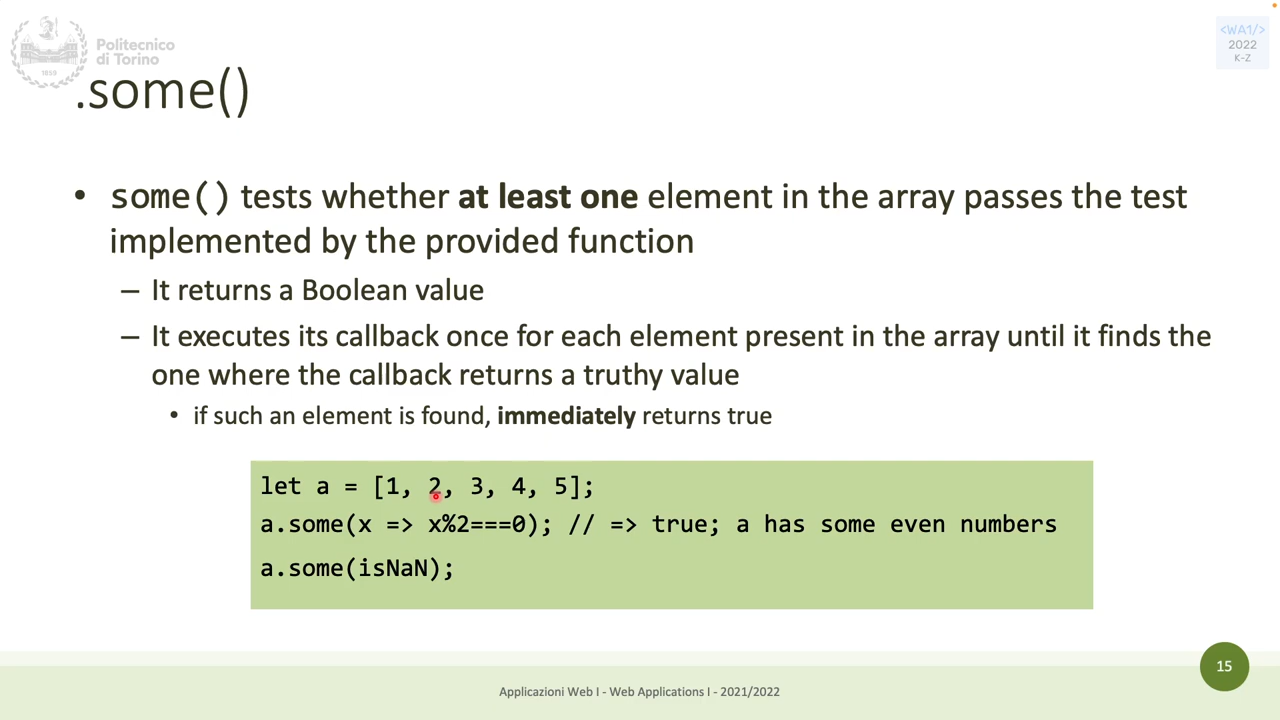 Politecnico
di Torino
1859
<WA1/>
2022
K-Z
.some()
• some() tests whether at least one element in the array passes the test
implemented by the provided function
– It returns a Boolean value
– It executes its callback once for each element present in the array until it finds the
one where the callback returns a truthy value
• if such an element is found, immediately returns true
let a = [1, 2, 3, 4, 5];
a.some(x => x%2===0); // => true; a has some even numbers
a.some(isNaN);
15
Applicazioni Web I - Web Applications I - 2021/2022